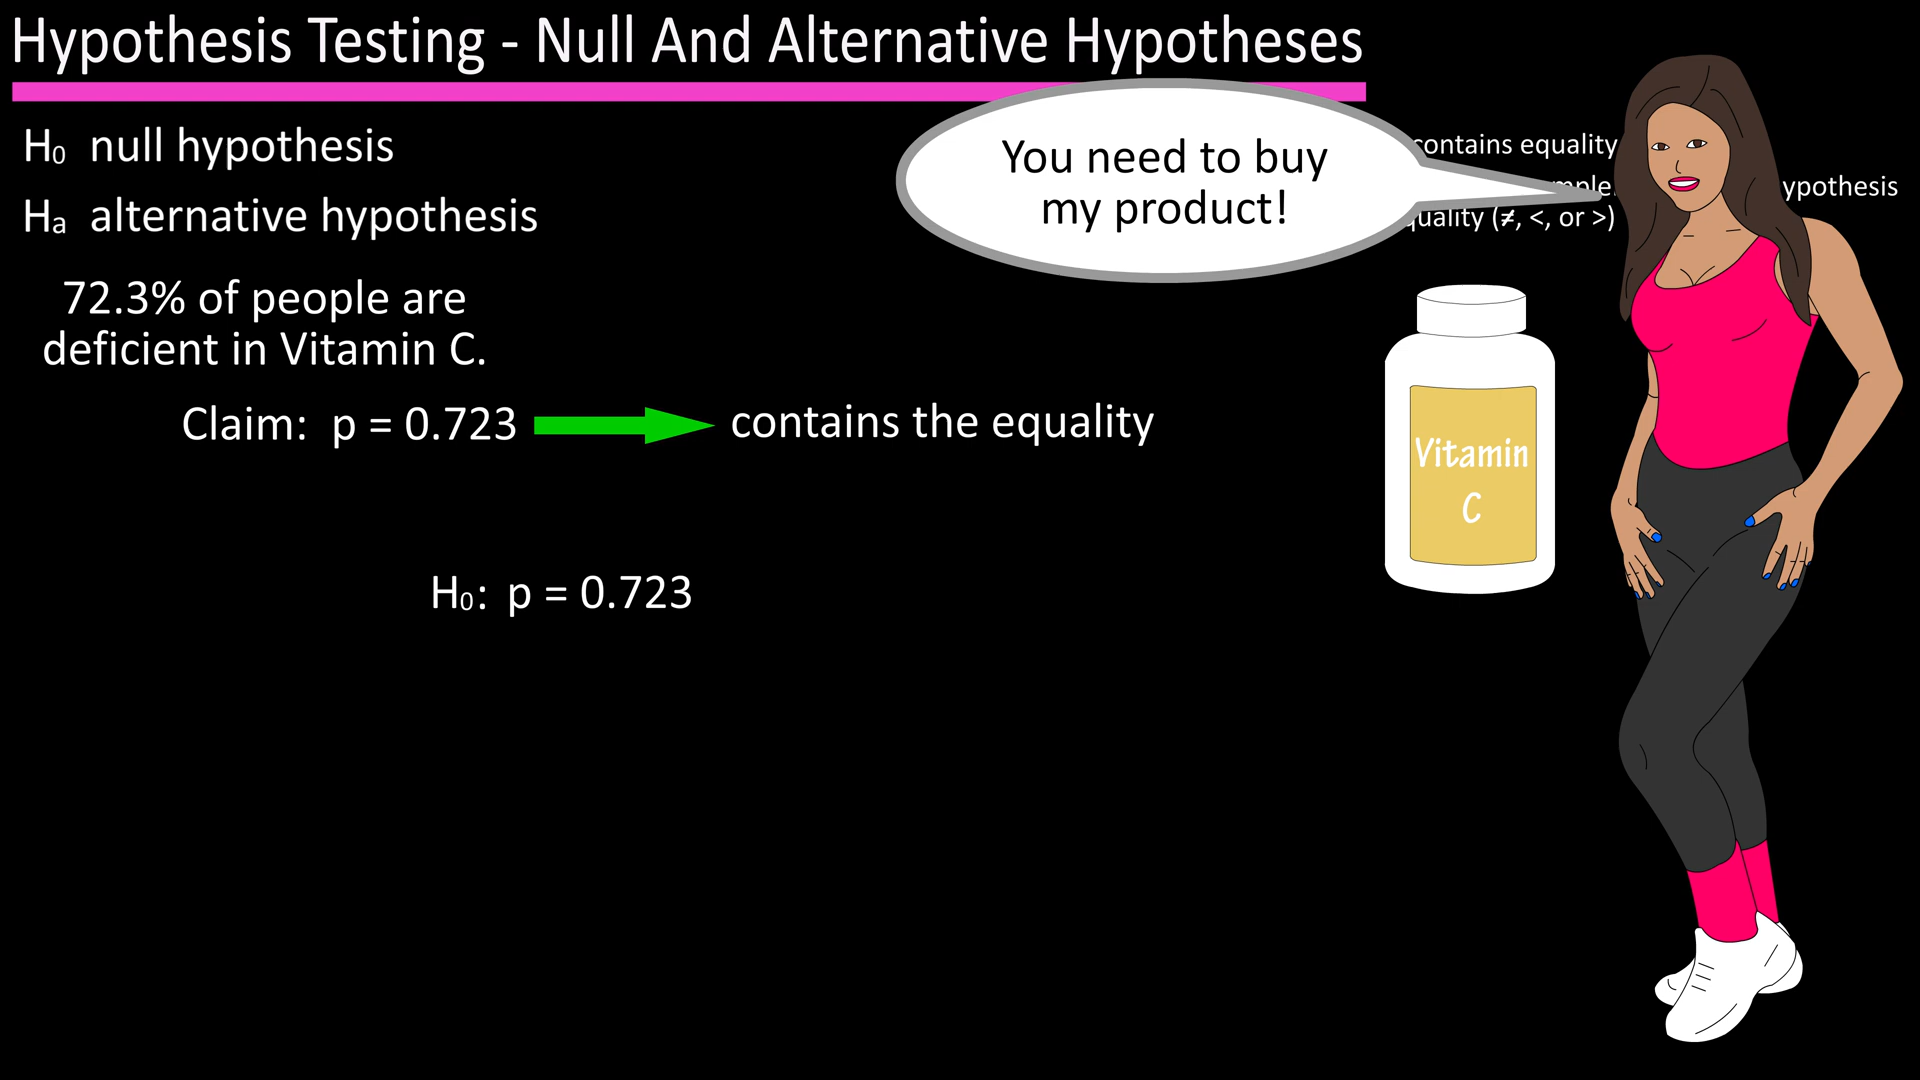 Hypothesis Testing - Null And Alternative Hypotheses
H₀ null hypothesis
Hₐ alternative hypothesis
You need to buy
my product!
contains equality
ypothesis
quality (≠, <, or >)
72.3% of people are
deficient in Vitamin C.
Claim: p = 0.723
contains the equality
Vitamin
C
H₀: p = 0.723